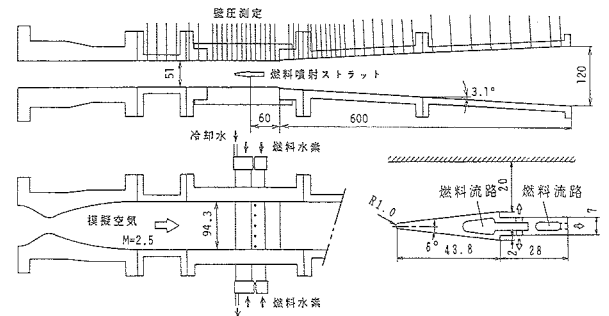 壁圧測定
51
燃料噴射ストラット
3.1°
120
60
600
冷却水
燃料水素
模擬空気
M=2.5
94.3
燃料水素
20
燃料流路
燃料流路
R1.0
6°
7
2
43.8
28